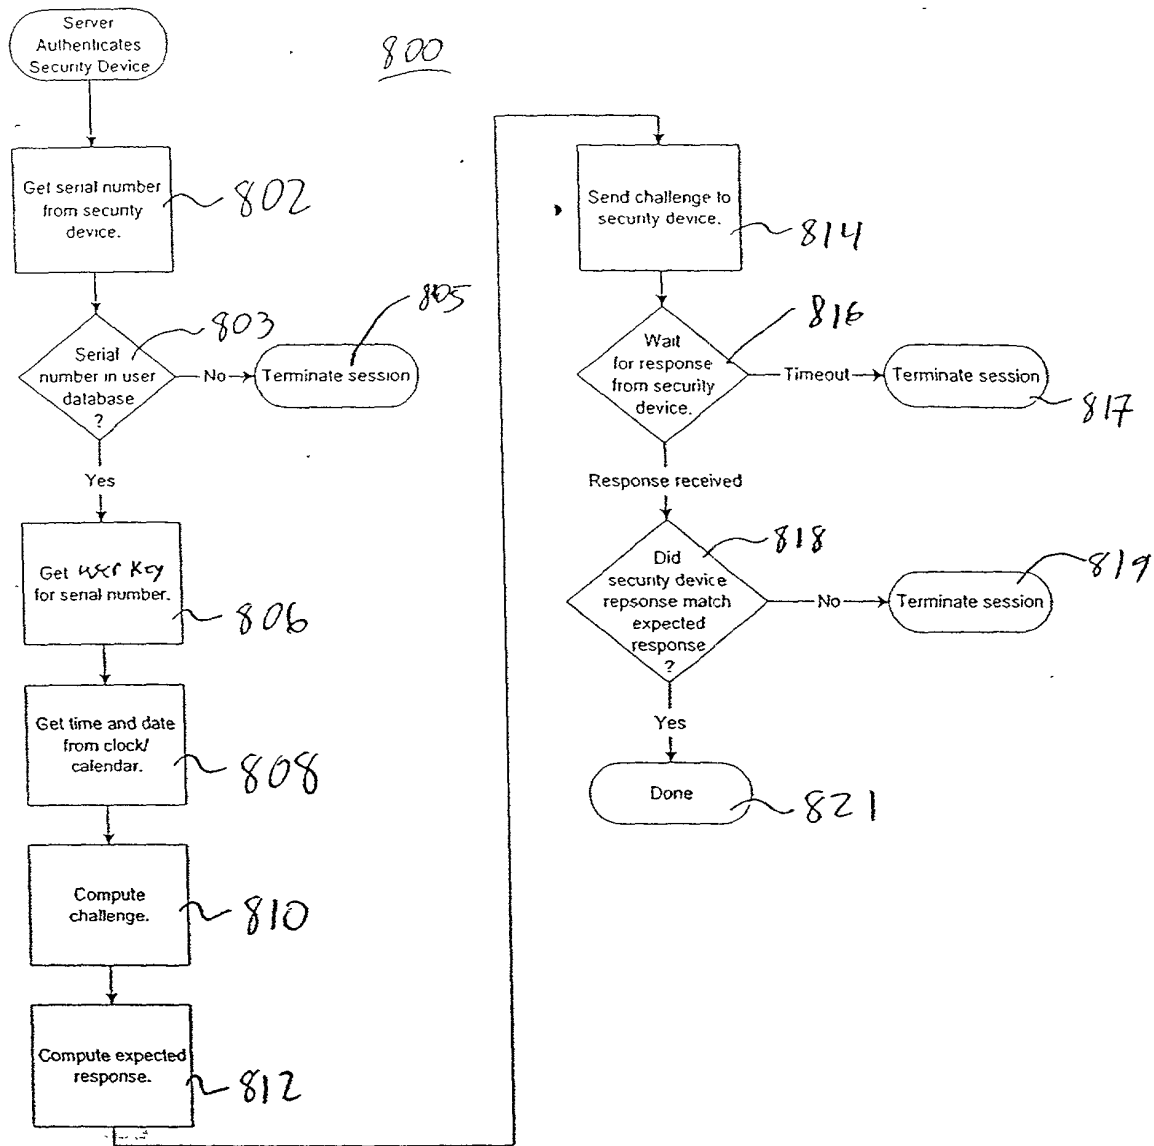 Server
Authenticates
Security Device
800
Get serial number
from security
device.
802
803
805
Serial
number in user
database
?
No
Terminate session
Yes
Get user Key
for serial number.
806
Get time and date
from clock/
calendar.
808
Compute
challenge.
810
Compute expected
response.
812
Send challenge to
security device.
814
816
Wait
for response
from security
device.
Timeout
Terminate session
817
Response received
818
Did
security device
repsonse match
expected
response
?
No
Terminate session
819
Yes
Done
821